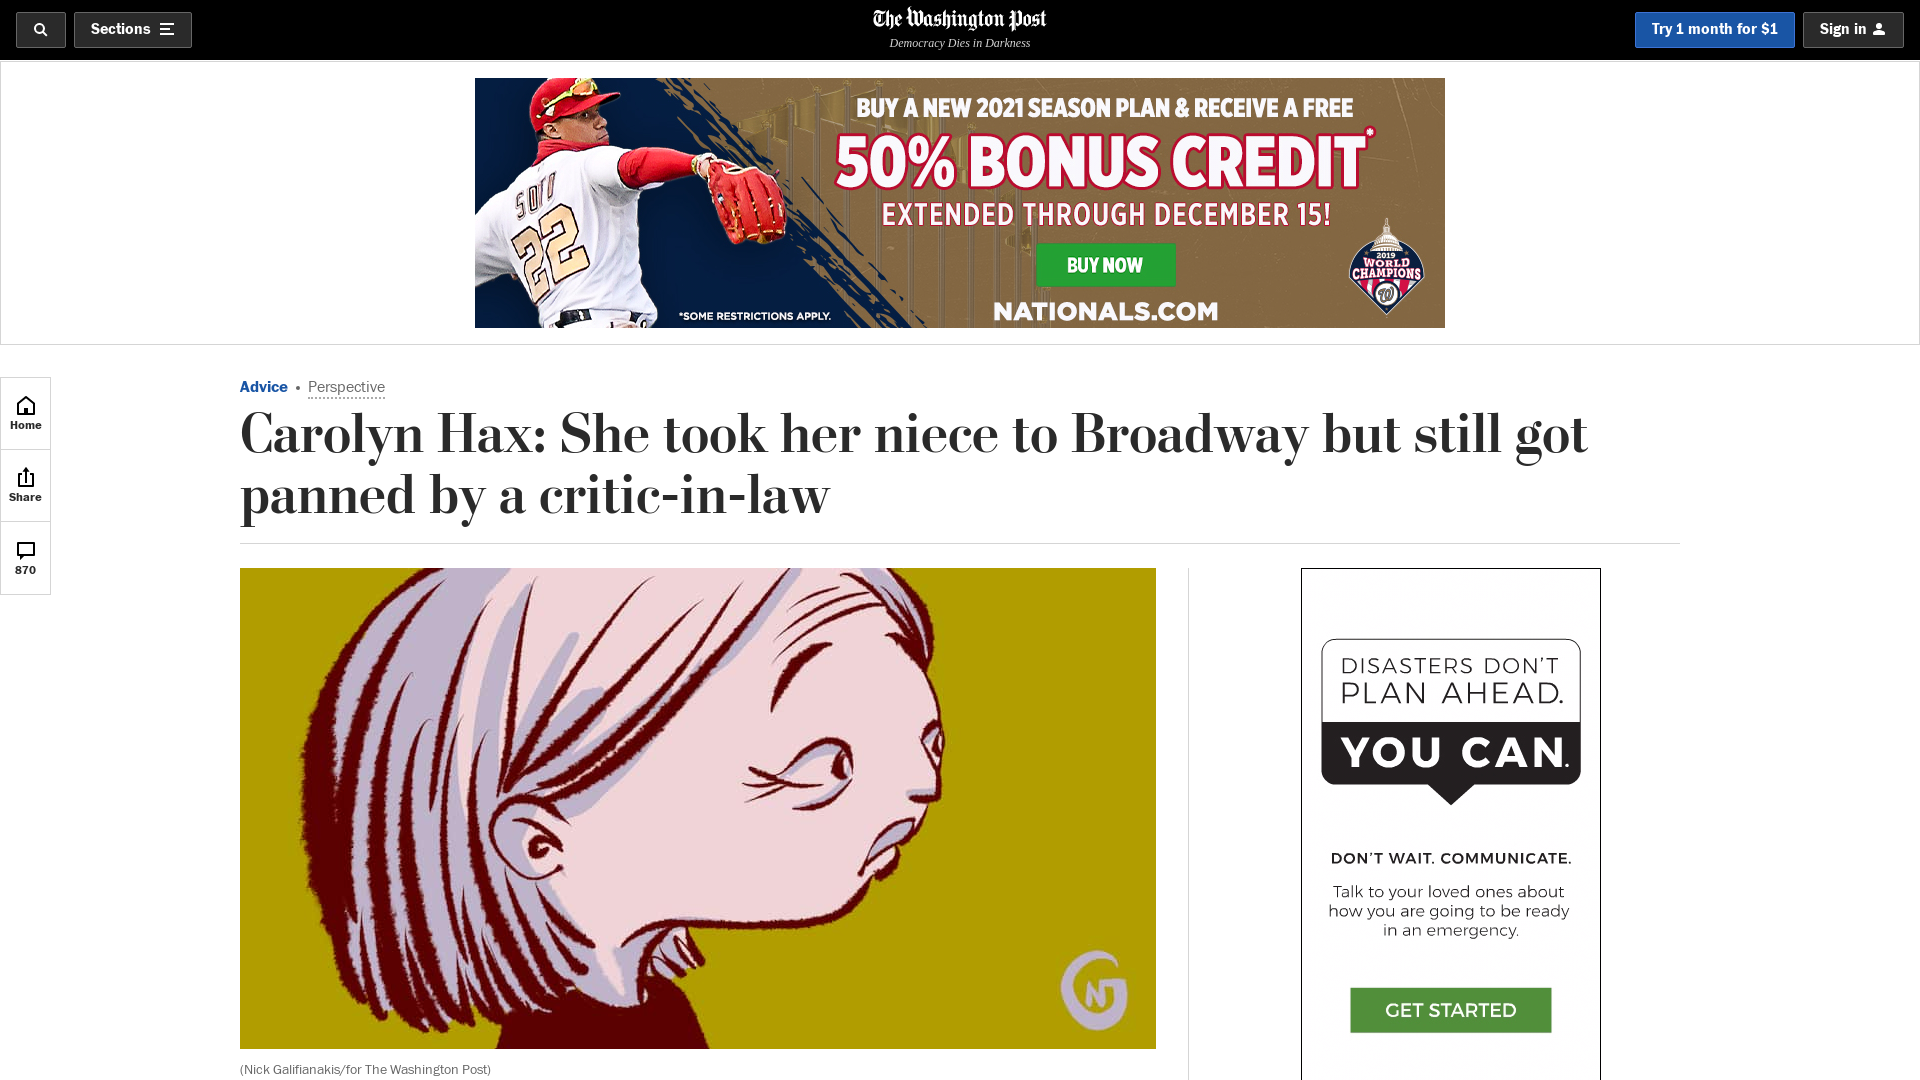 Sections
The Washington Post
Democracy Dies in Darkness
Try 1 month for $1
Sign in
BUY A NEW 2021 SEASON PLAN & RECEIVE A FREE
50% BONUS CREDIT*
EXTENDED THROUGH DECEMBER 15!
BUY NOW
NATIONALS.COM
*SOME RESTRICTIONS APPLY.
SOTO
22
2019
WORLD
CHAMPIONS
W
Home
Share
870
Advice • Perspective
Carolyn Hax: She took her niece to Broadway but still got
panned by a critic-in-law
GN
(Nick Galifianakis/for The Washington Post)
DISASTERS DON'T
PLAN AHEAD.
YOU CAN.
DON'T WAIT. COMMUNICATE.
Talk to your loved ones about
how you are going to be ready
in an emergency.
GET STARTED